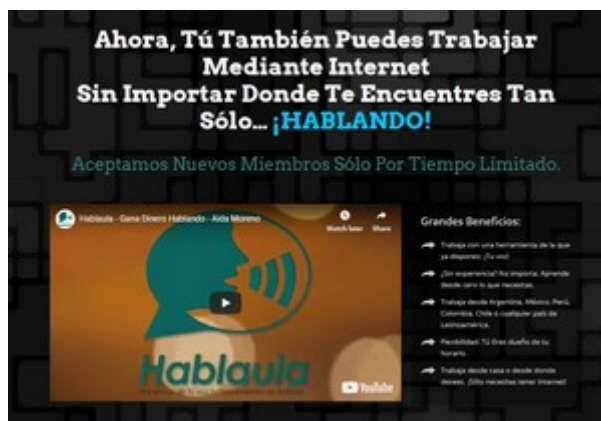 Ahora, Tú También Puedes Trabajar
Mediante Internet
Sin Importar Donde Te Encuentres Tan
Sólo... ¡HABLANDO!
Aceptamos Nuevos Miembros Sólo Por Tiempo Limitado.
Hablaula - Gana Dinero Hablando - Aida Moreno
Watch later
Share
Hablaula
YouTube
Grandes Beneficios:
Trabaja con una herramienta de la que
ya dispones: ¡Tu voz!
¿Sin experiencia? No importa. Aprende
desde cero lo que necesitas.
Trabaja desde Argentina, México, Perú,
Colombia, Chile o cualquier país de
Latinoamérica.
Flexibilidad: Tú Eres dueño de tu
horario.
Trabaja desde casa o desde donde
desees. ¡Sólo necesitas tener Internet!